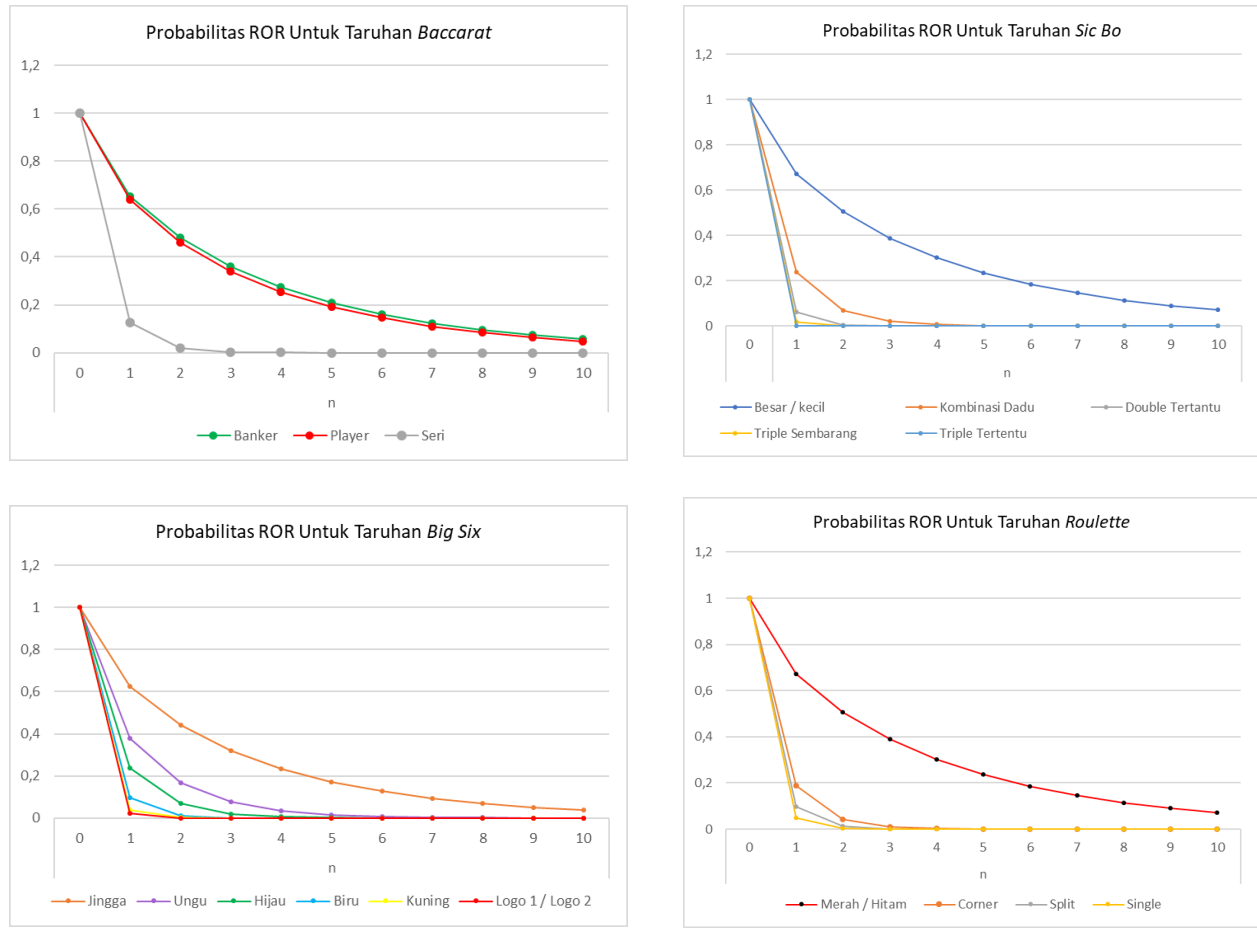 Probabilitas ROR Untuk Taruhan Baccarat
1,2
1
0,8
0,6
0,4
0,2
0
0 1 2 3 4 5 6 7 8 9 10
n
Banker Player Seri
Probabilitas ROR Untuk Taruhan Sic Bo
1,2
1
0,8
0,6
0,4
0,2
0
0 1 2 3 4 5 6 7 8 9 10
n
Besar / kecil Kombinasi Dadu Double Tertantu
Triple Sembarang Triple Tertentu
Probabilitas ROR Untuk Taruhan Big Six
1,2
1
0,8
0,6
0,4
0,2
0
0 1 2 3 4 5 6 7 8 9 10
n
Jingga Ungu Hijau Biru Kuning Logo 1 / Logo 2
Probabilitas ROR Untuk Taruhan Roulette
1,2
1
0,8
0,6
0,4
0,2
0
0 1 2 3 4 5 6 7 8 9 10
n
Merah / Hitam Corner Split Single